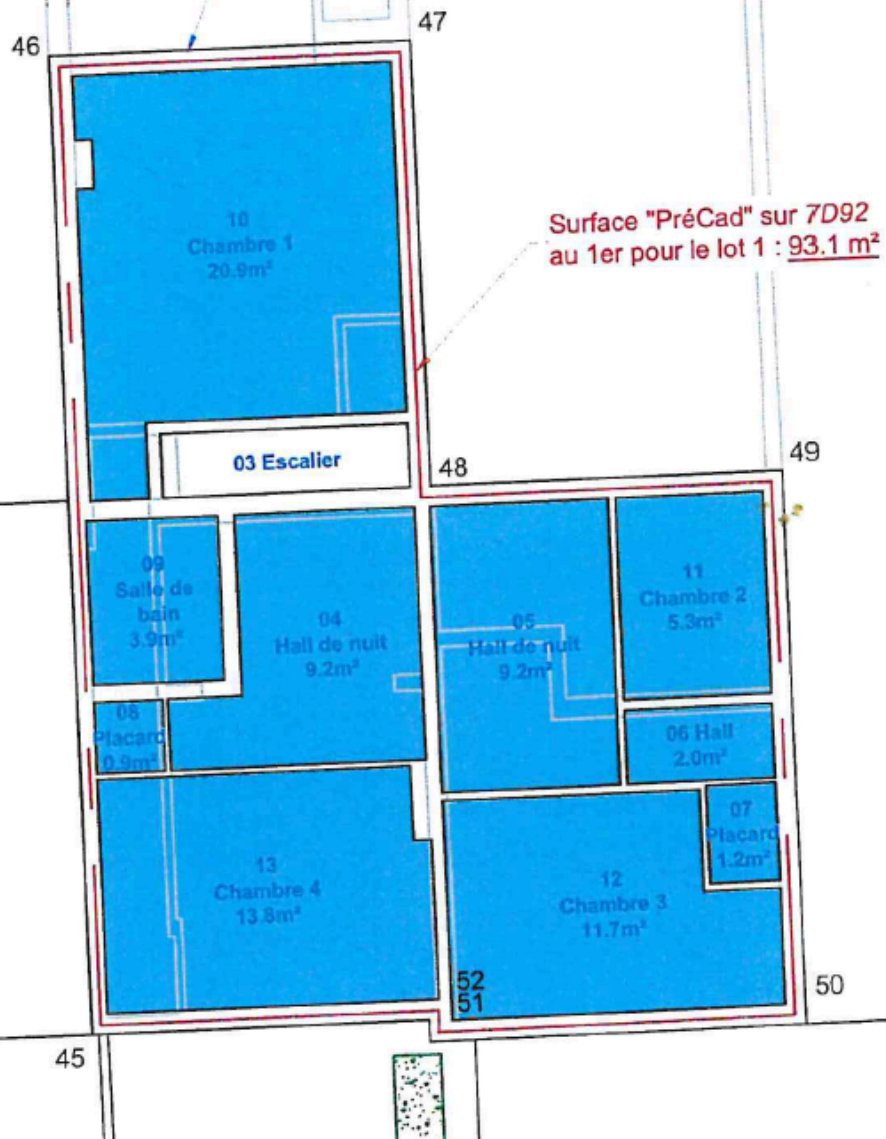 46
47
10
Chambre 1
20.9m²
Surface "PréCad" sur 7D92
au 1er pour le lot 1 : 93.1 m²
03 Escalier
48
49
09
Salle de
bain
3.9m²
04
Hall de nuit
9.2m²
05
Hall de nuit
9.2m²
11
Chambre 2
5.3m²
08
Placard
0.9m²
06 Hall
2.0m²
07
Placard
1.2m²
13
Chambre 4
13.8m²
12
Chambre 3
11.7m²
52
51
50
45